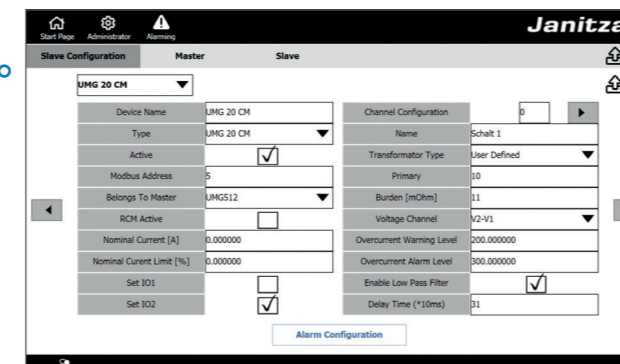 Start Page Administrator Alarming Janitza
Slave Configuration Master Slave
UMG 20 CM
Device Name UMG 20 CM Channel Configuration 0
Type UMG 20 CM Name Schalt 1
Active Transformator Type User Defined
Modbus Address 5 Primary 10
Belongs To Master UMG512 Burden [mOhm] 11
RCM Active Voltage Channel V2-V1
Nominal Current [A] 0.000000 Overcurrent Warning Level 200.000000
Nominal Curent Limit [%] 0.000000 Overcurrent Alarm Level 300.000000
Set IO1 Enable Low Pass Filter
Set IO2 Delay Time (*10ms) 31
Alarm Configuration